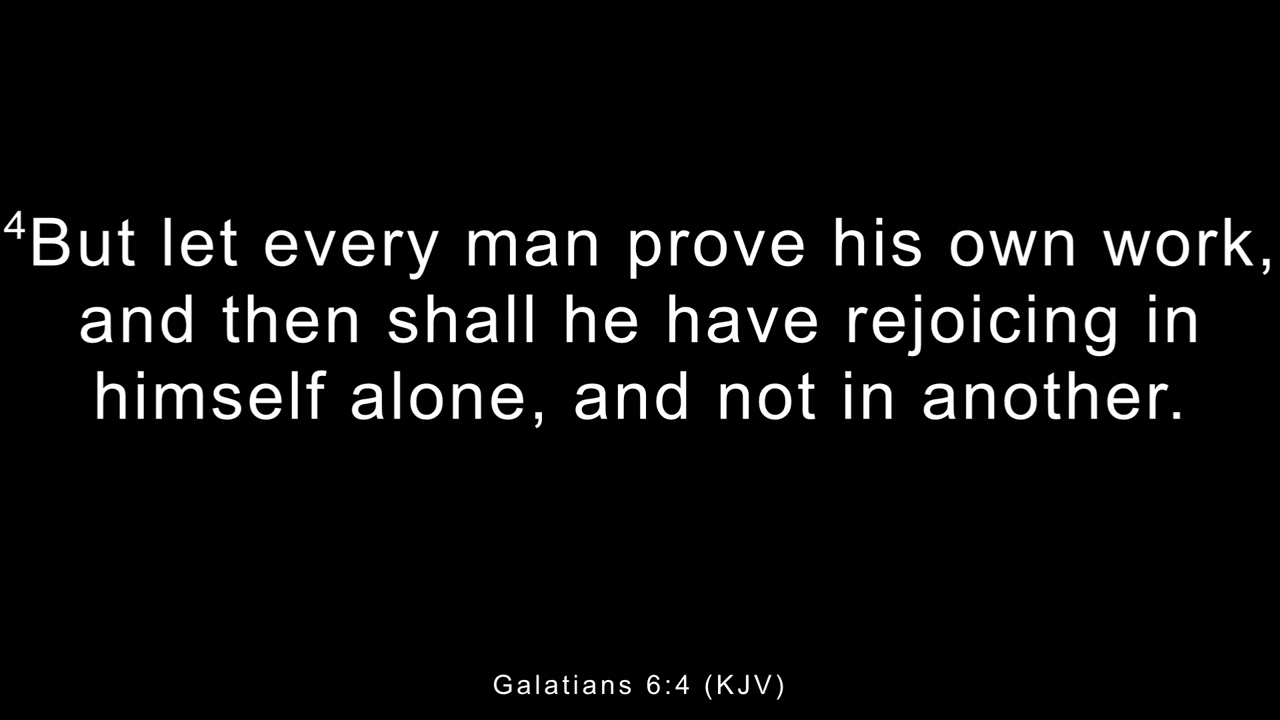 ⁴But let every man prove his own work,
and then shall he have rejoicing in
himself alone, and not in another.
Galatians 6:4 (KJV)